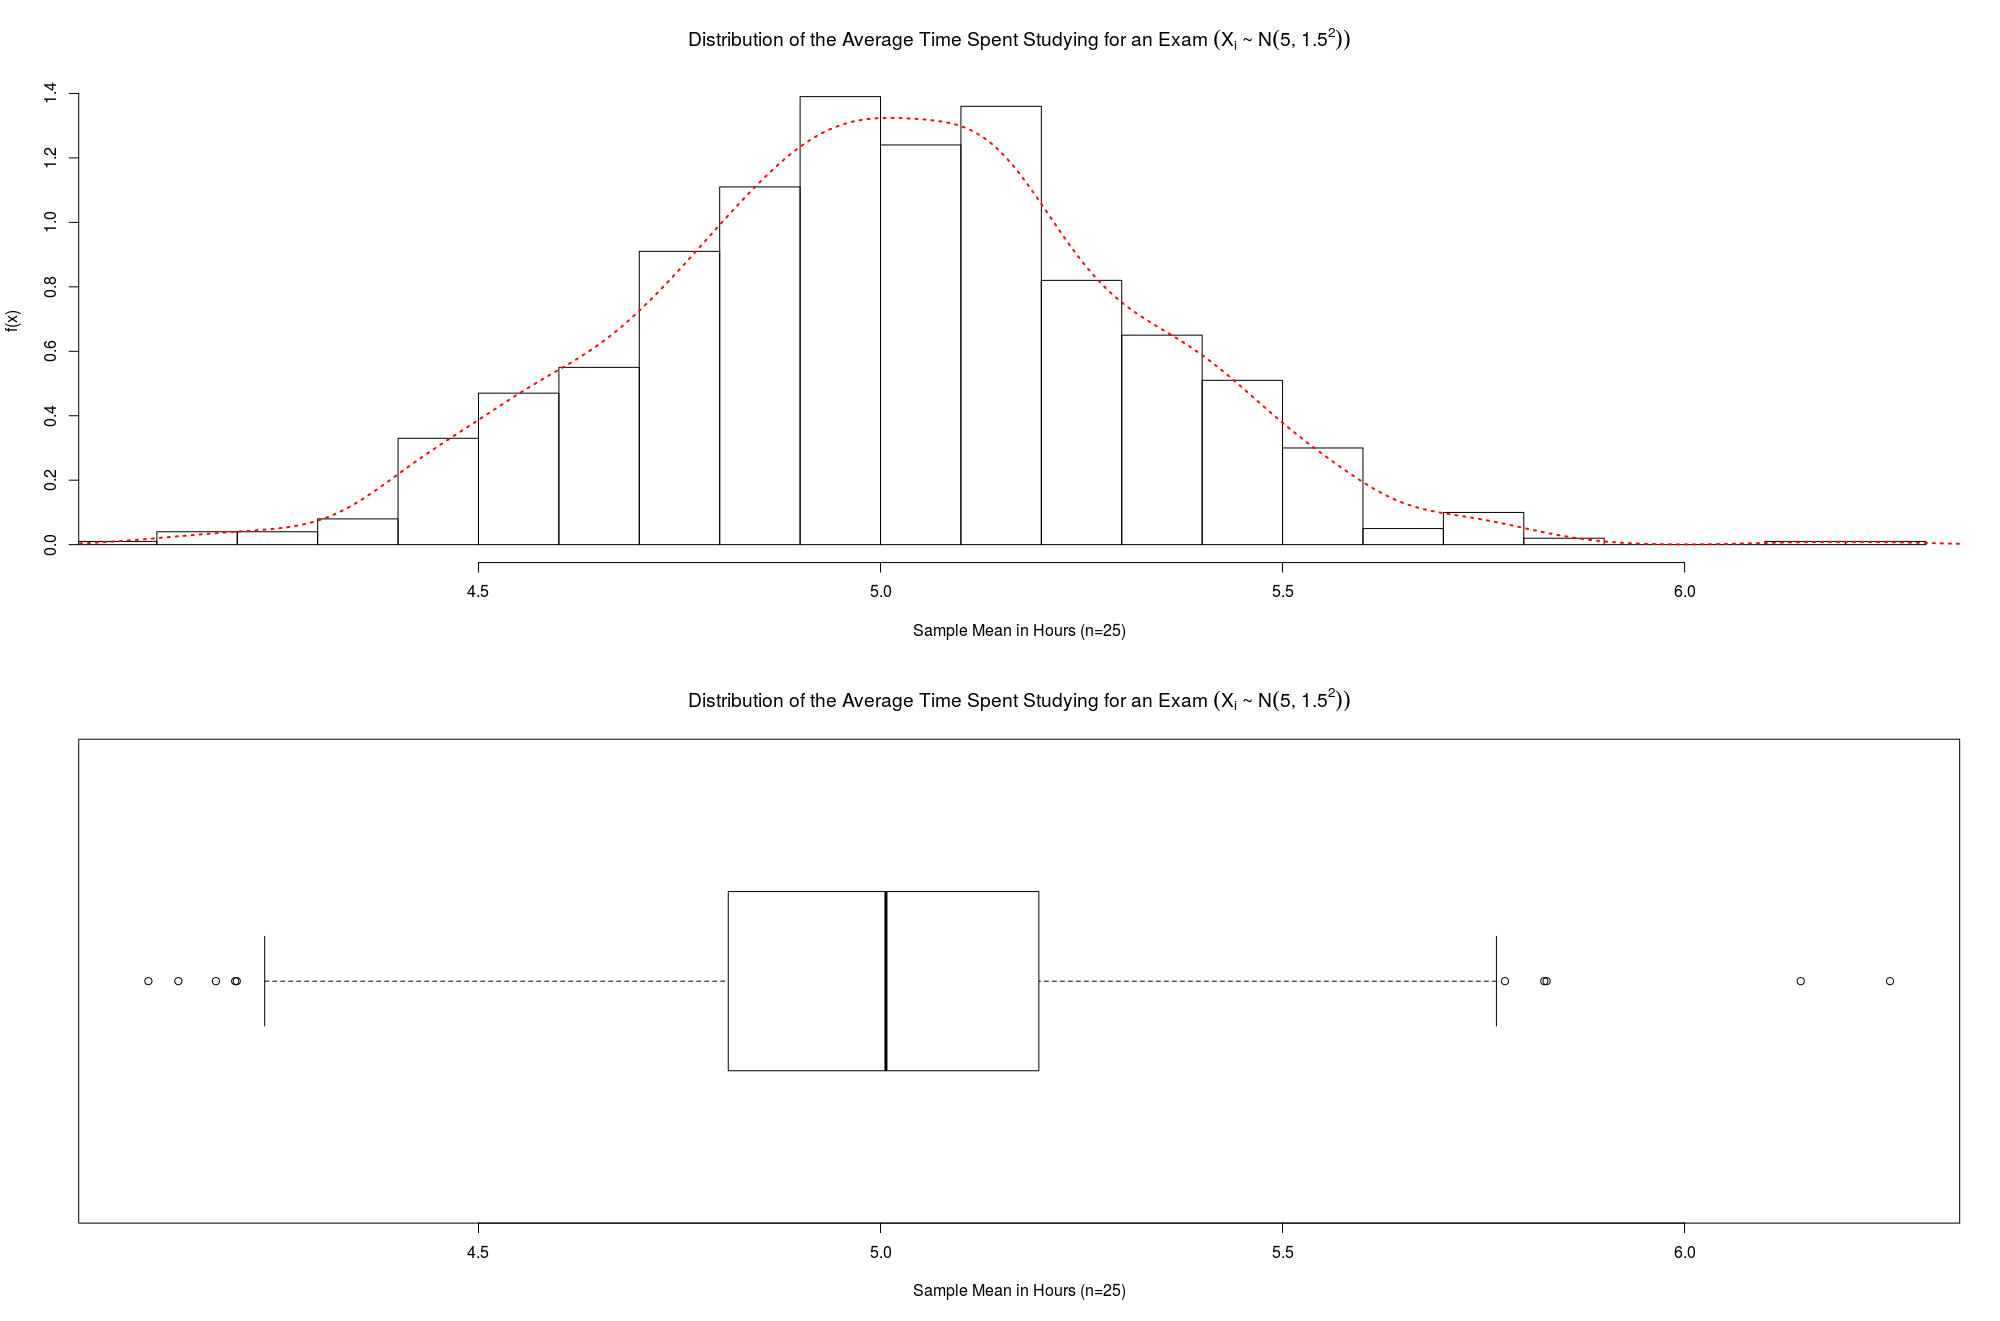 Distribution of the Average Time Spent Studying for an Exam (Xᵢ ~ N(5, 1.5²))
1.4
1.2
1.0
0.8
0.6
0.4
0.2
0.0
f(x)
4.5 5.0 5.5 6.0
Sample Mean in Hours (n=25)
Distribution of the Average Time Spent Studying for an Exam (Xᵢ ~ N(5, 1.5²))
4.5 5.0 5.5 6.0
Sample Mean in Hours (n=25)